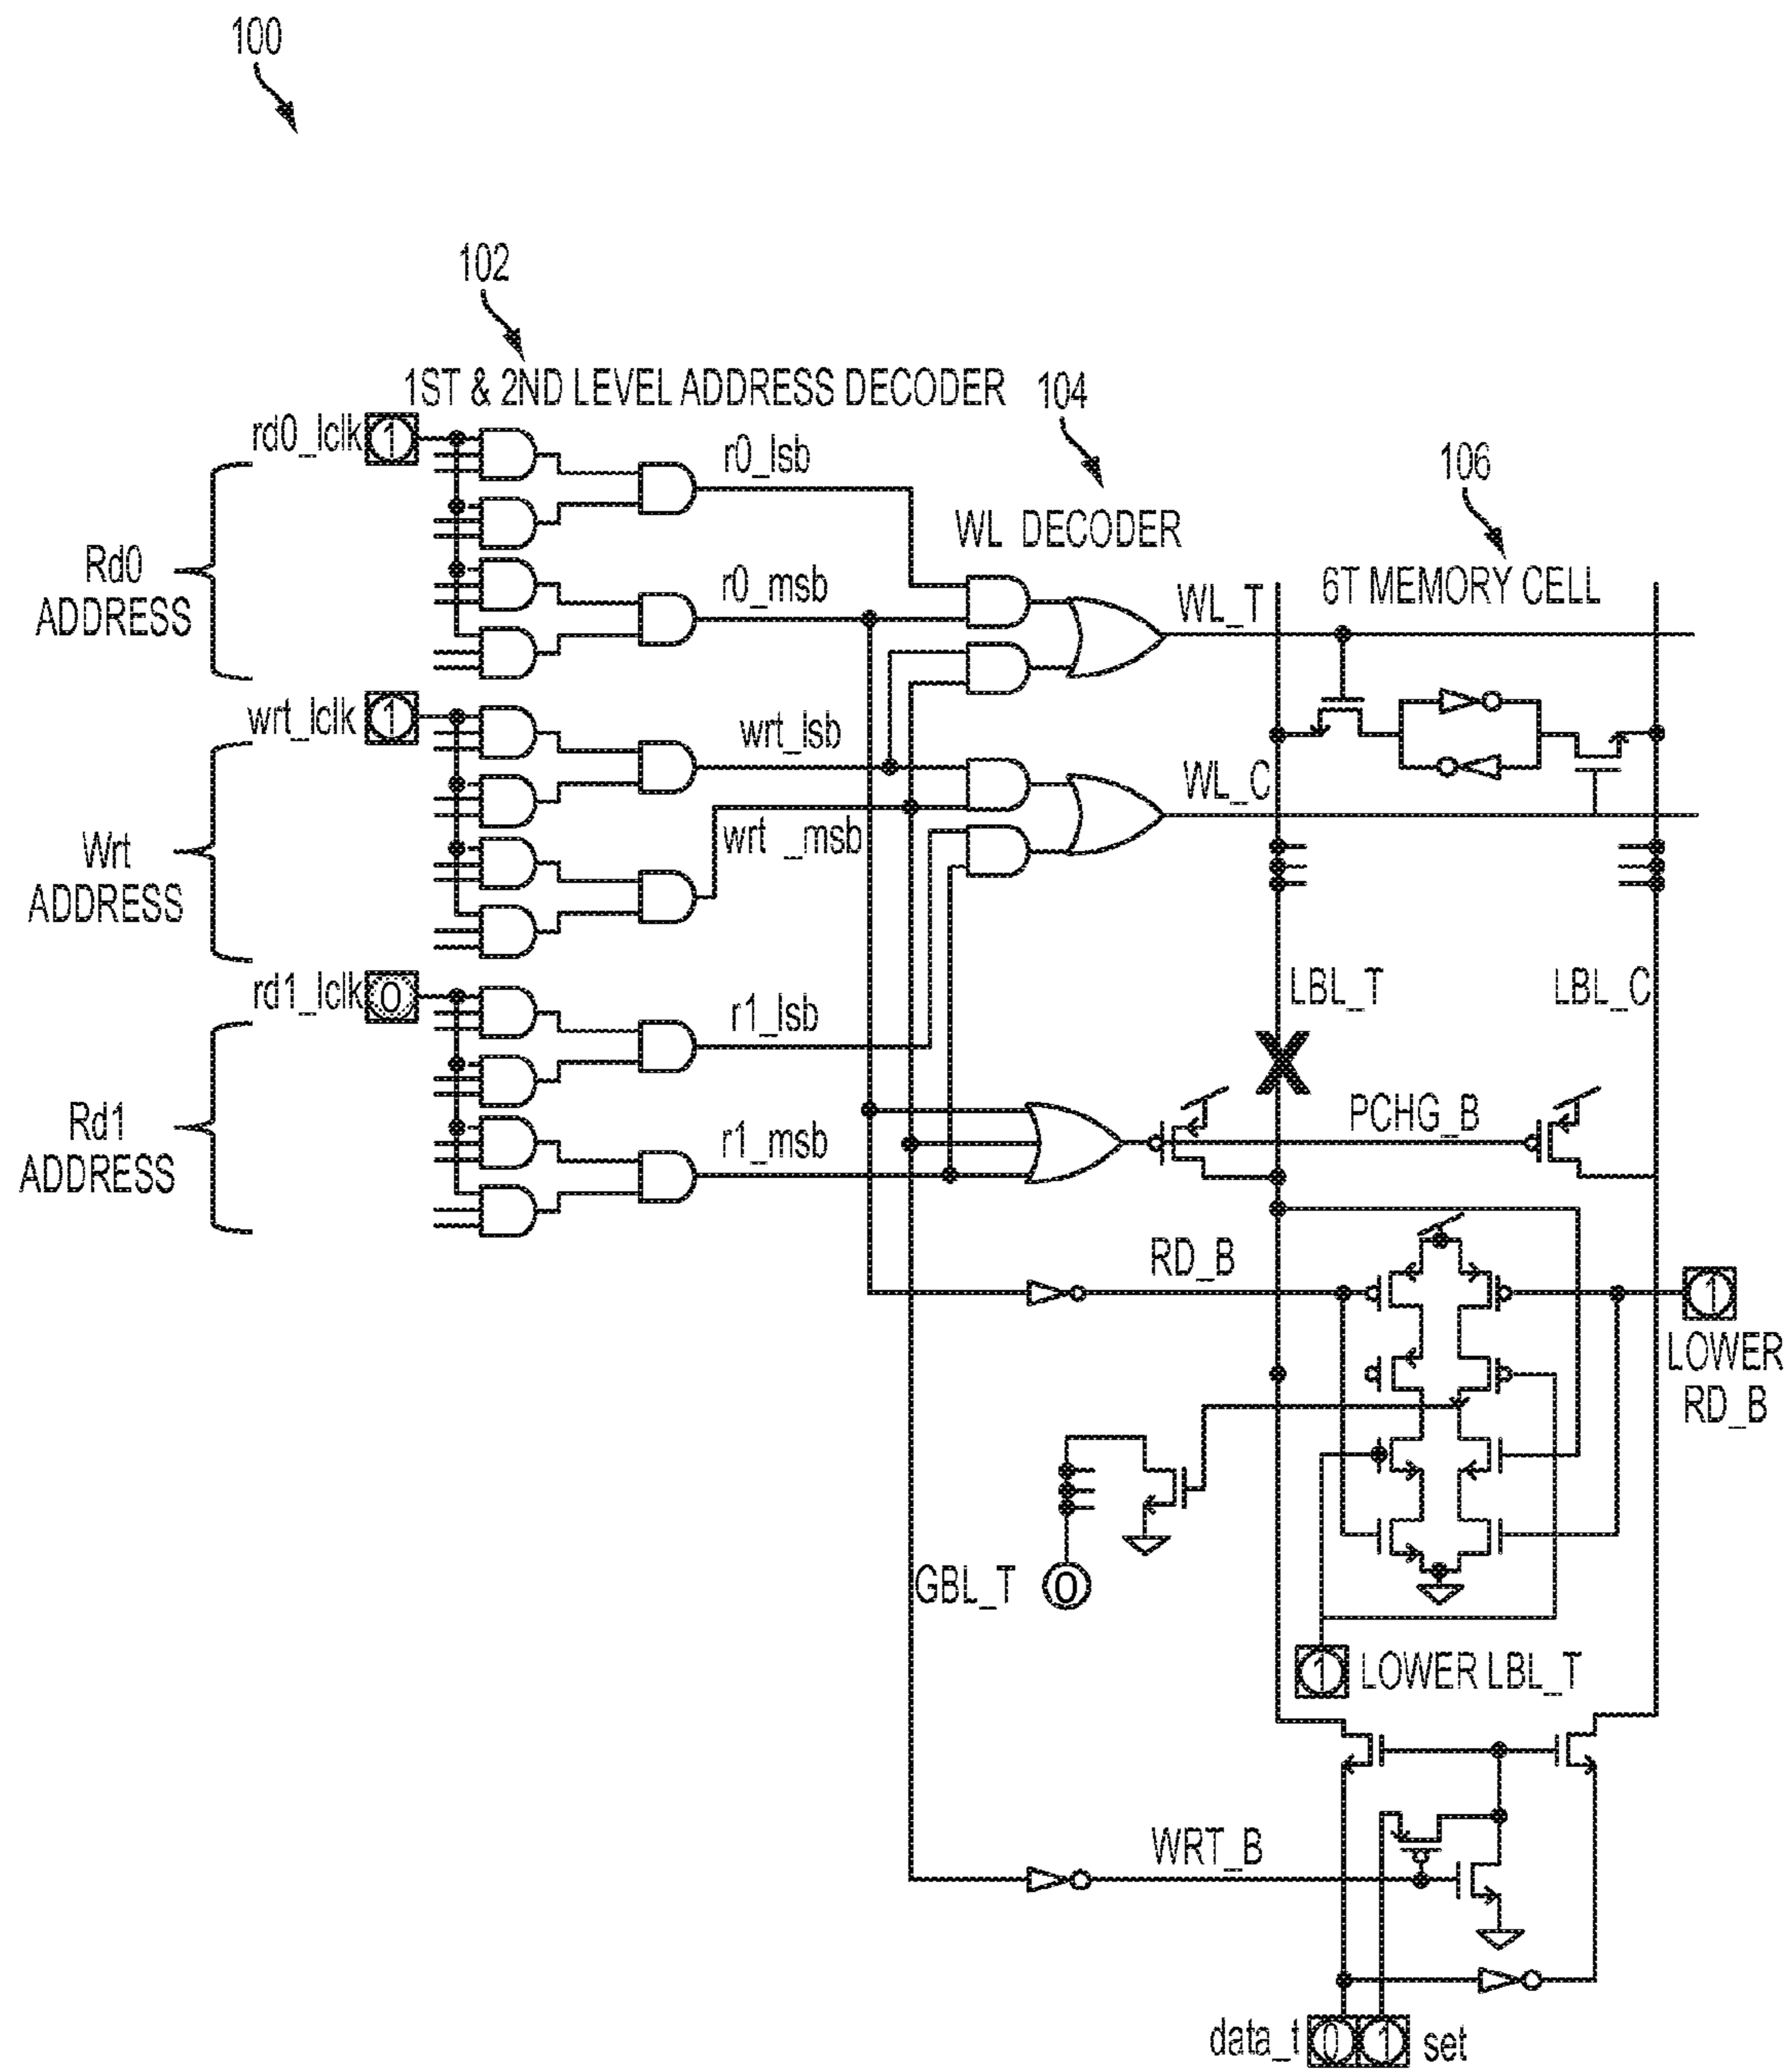 100
102
1ST & 2ND LEVEL ADDRESS DECODER
104
rd0_lclk 1
r0_lsb
106
WL DECODER
Rd0
ADDRESS
r0_msb
WL_T
6T MEMORY CELL
wrt_lclk 1
wrt_lsb
WL_C
Wrt
ADDRESS
wrt _msb
rd1_lclk 0
r1_lsb
LBL_T
LBL_C
X
Rd1
ADDRESS
r1_msb
PCHG_B
RD_B
1
LOWER
RD_B
GBL_T 0
1 LOWER LBL_T
WRT_B
data_t 0 1 set